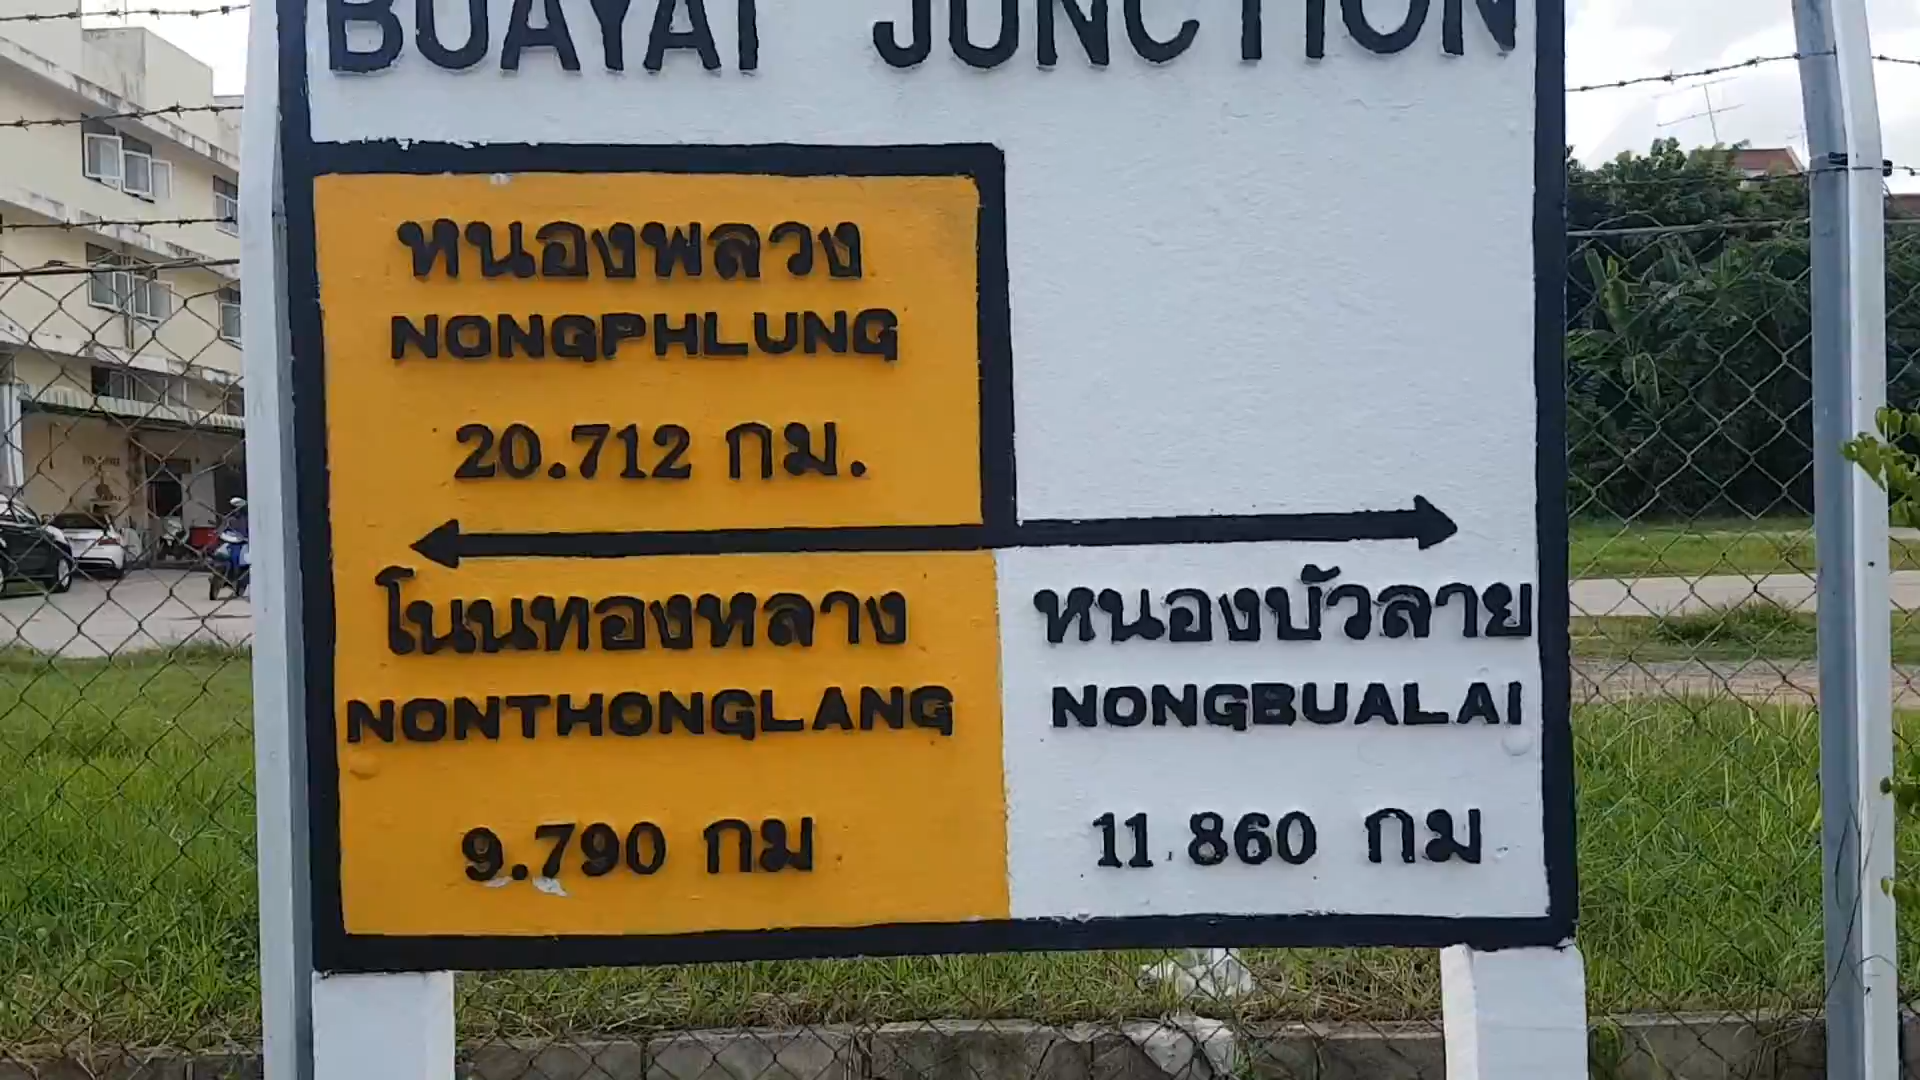 BUAYAI JUNCTION
หนองพลวง
NONGPHLUNG
20.712 กม.
โนนทองหลาง
NONTHONGLANG
9.790 กม
หนองบัวลาย
NONGBUALAI
11.860 กม